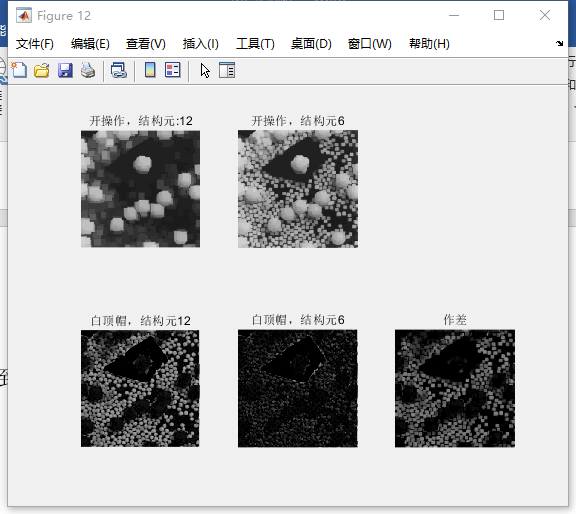 Figure 12
文件(F) 编辑(E) 查看(V) 插入(I) 工具(T) 桌面(D) 窗口(W) 帮助(H)
开操作，结构元:12
开操作，结构元6
白顶帽，结构元12
白顶帽，结构元6
作差